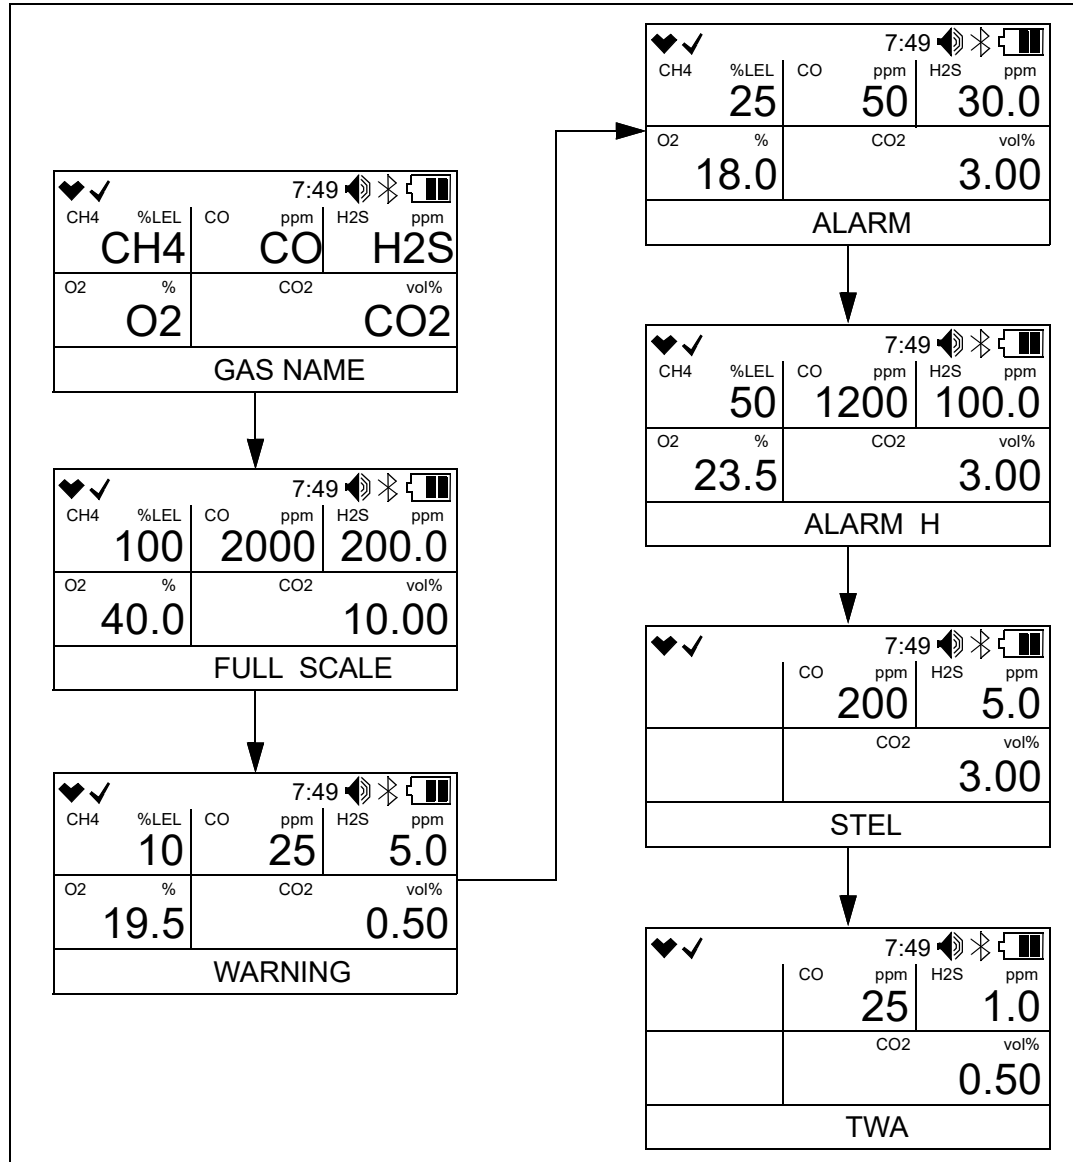 7:49
CH4 %LEL CO ppm H2S ppm
CH4 CO H2S
O2 % CO2 vol%
O2 CO2
GAS NAME
7:49
CH4 %LEL CO ppm H2S ppm
100 2000 200.0
O2 % CO2 vol%
40.0 10.00
FULL SCALE
7:49
CH4 %LEL CO ppm H2S ppm
10 25 5.0
O2 % CO2 vol%
19.5 0.50
WARNING
7:49
CH4 %LEL CO ppm H2S ppm
25 50 30.0
O2 % CO2 vol%
18.0 3.00
ALARM
7:49
CH4 %LEL CO ppm H2S ppm
50 1200 100.0
O2 % CO2 vol%
23.5 3.00
ALARM H
7:49
CO ppm H2S ppm
200 5.0
CO2 vol%
3.00
STEL
7:49
CO ppm H2S ppm
25 1.0
CO2 vol%
0.50
TWA